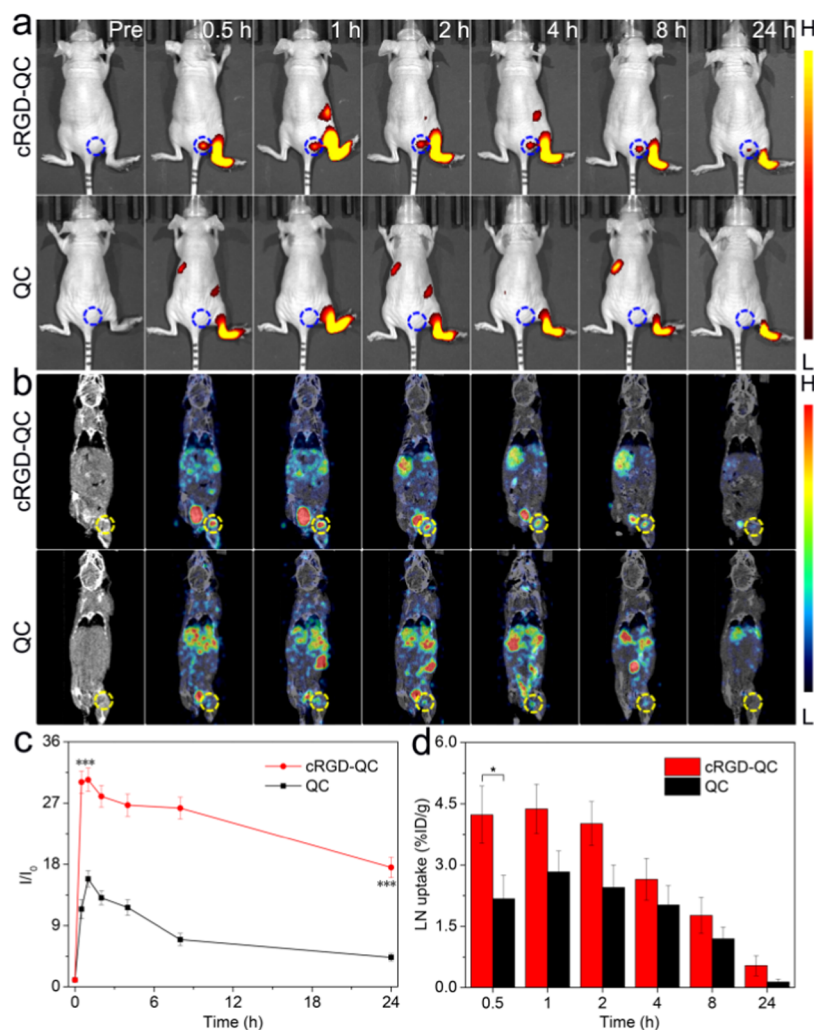 a
Pre 0.5 h 1 h 2 h 4 h 8 h 24 h H
cRGD-QC
QC
L
b
H
cRGD-QC
QC
L
c
36
27
18
9
0
I/I0
***
***
cRGD-QC
QC
0 6 12 18 24
Time (h)
d
6.0
4.5
3.0
1.5
0.0
LN uptake (%ID/g)
*
cRGD-QC
QC
0.5 1 2 4 8 24
Time (h)